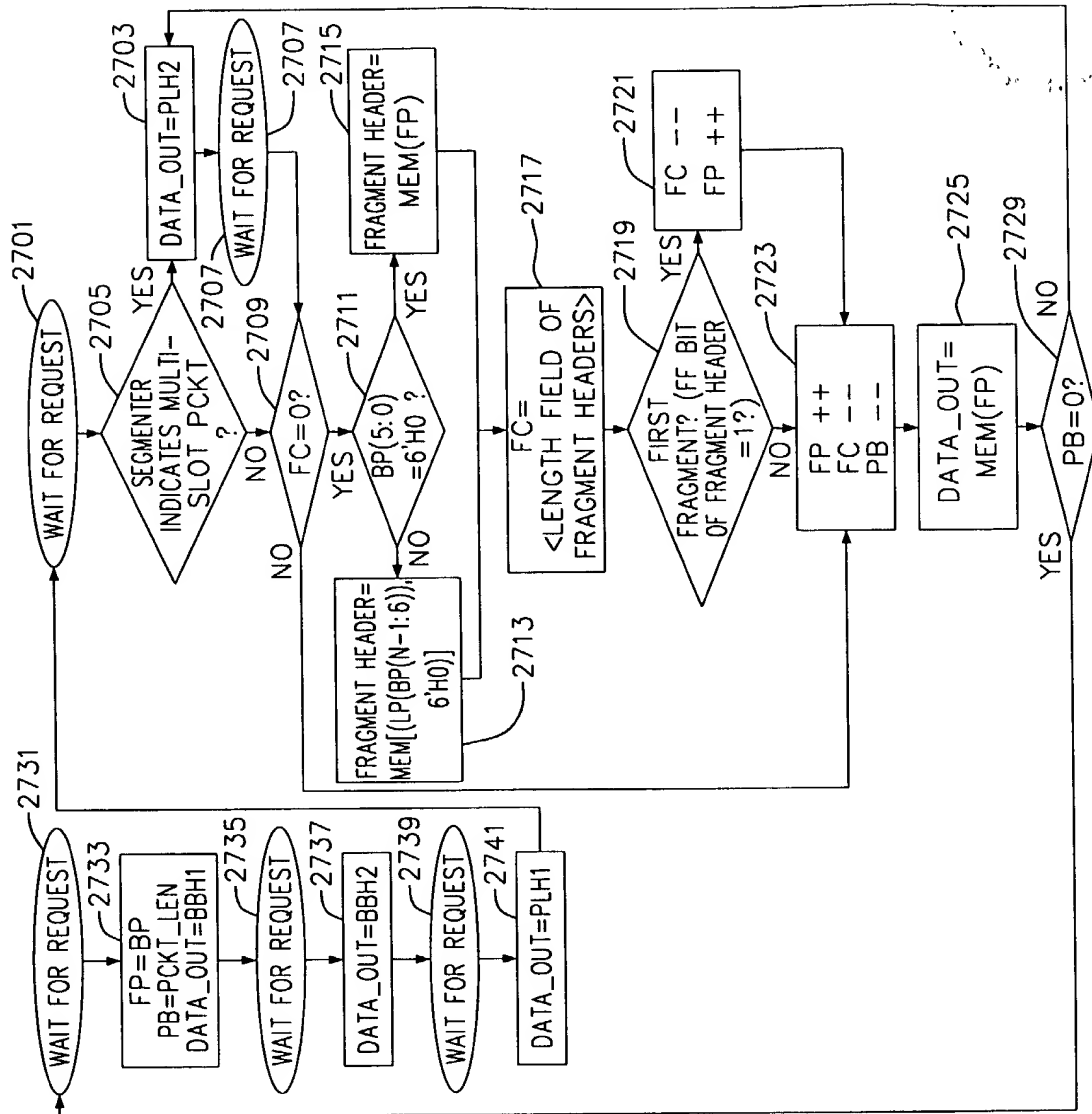 2731
WAIT FOR REQUEST
2733
FP=BP
PB=PCKT_LEN
DATA_OUT=BBH1
2735
WAIT FOR REQUEST
2737
DATA_OUT=BBH2
2739
WAIT FOR REQUEST
2741
DATA_OUT=PLH1
2701
WAIT FOR REQUEST
2705
SEGMENTER
INDICATES MULTI-
SLOT PCKT
?
YES
NO
2703
DATA_OUT=PLH2
2707
WAIT FOR REQUEST
2707
2709
FC=0?
NO
YES
2711
BP(5:0)
=6'H0 ?
YES
NO
2715
FRAGMENT HEADER=
MEM(FP)
FRAGMENT HEADER=
MEM[(LP(BP(N-1:6)),
6'H0)]
2713
2717
FC=
<LENGTH FIELD OF
FRAGMENT HEADERS>
2719
FIRST
FRAGMENT? (FF BIT
OF FRAGMENT HEADER
=1?)
YES
NO
2721
FC --
FP ++
2723
FP ++
FC --
PB --
2725
DATA_OUT=
MEM(FP)
2729
PB=0?
YES
NO